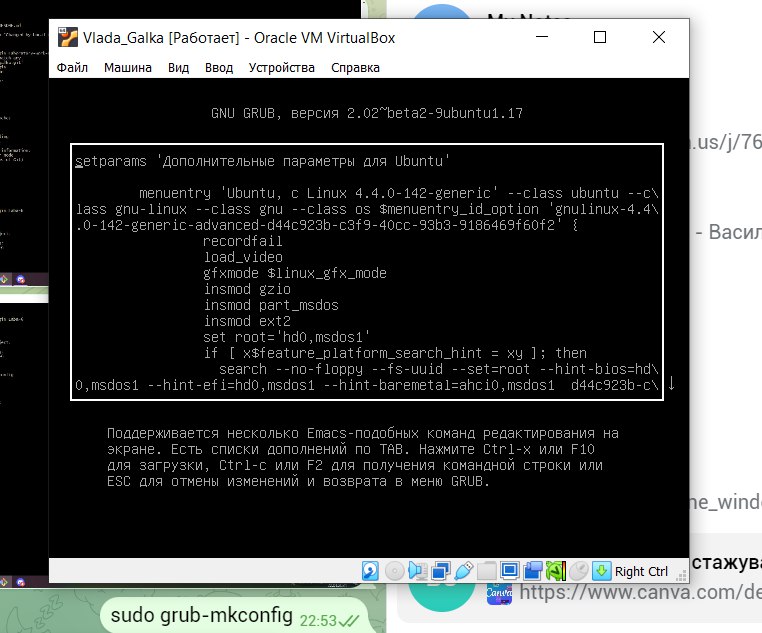 My Notes
Vlada_Galka [Работает] - Oracle VM VirtualBox
Файл Машина Вид Ввод Устройства Справка
GNU GRUB, версия 2.02~beta2-9ubuntu1.17
setparams 'Дополнительные параметры для Ubuntu'
menuentry 'Ubuntu, с Linux 4.4.0-142-generic' --class ubuntu --c\
lass gnu-linux --class gnu --class os $menuentry_id_option 'gnulinux-4.4\
.0-142-generic-advanced-d44c923b-c3f9-40cc-93b3-9186469f60f2' {
recordfail
load_video
gfxmode $linux_gfx_mode
insmod gzio
insmod part_msdos
insmod ext2
set root='hd0,msdos1'
if [ x$feature_platform_search_hint = xy ]; then
search --no-floppy --fs-uuid --set=root --hint-bios=hd\
0,msdos1 --hint-efi=hd0,msdos1 --hint-baremetal=ahci0,msdos1 d44c923b-c\
Поддерживается несколько Emacs-подобных команд редактирования на
экране. Есть списки дополнений по TAB. Нажмите Ctrl-x или F10
для загрузки, Ctrl-c или F2 для получения командной строки или
ESC для отмены изменений и возврата в меню GRUB.
Right Ctrl
.us/j/76
- Васил
ne_wind
стажува
https://www.canva.com/de
Canva
sudo grub-mkconfig 22:53